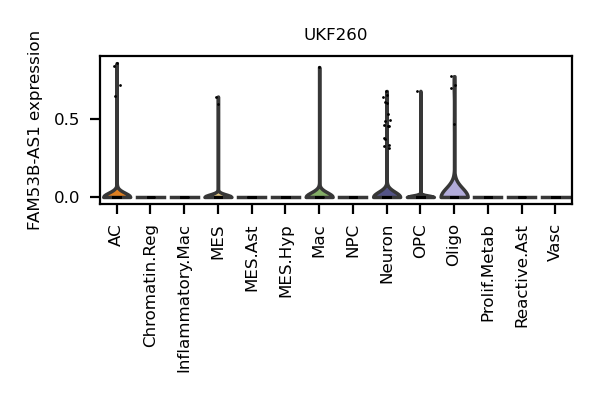 UKF260
FAM53B-AS1 expression
0.5
0.0
AC
Chromatin.Reg
Inflammatory.Mac
MES
MES.Ast
MES.Hyp
Mac
NPC
Neuron
OPC
Oligo
Prolif.Metab
Reactive.Ast
Vasc